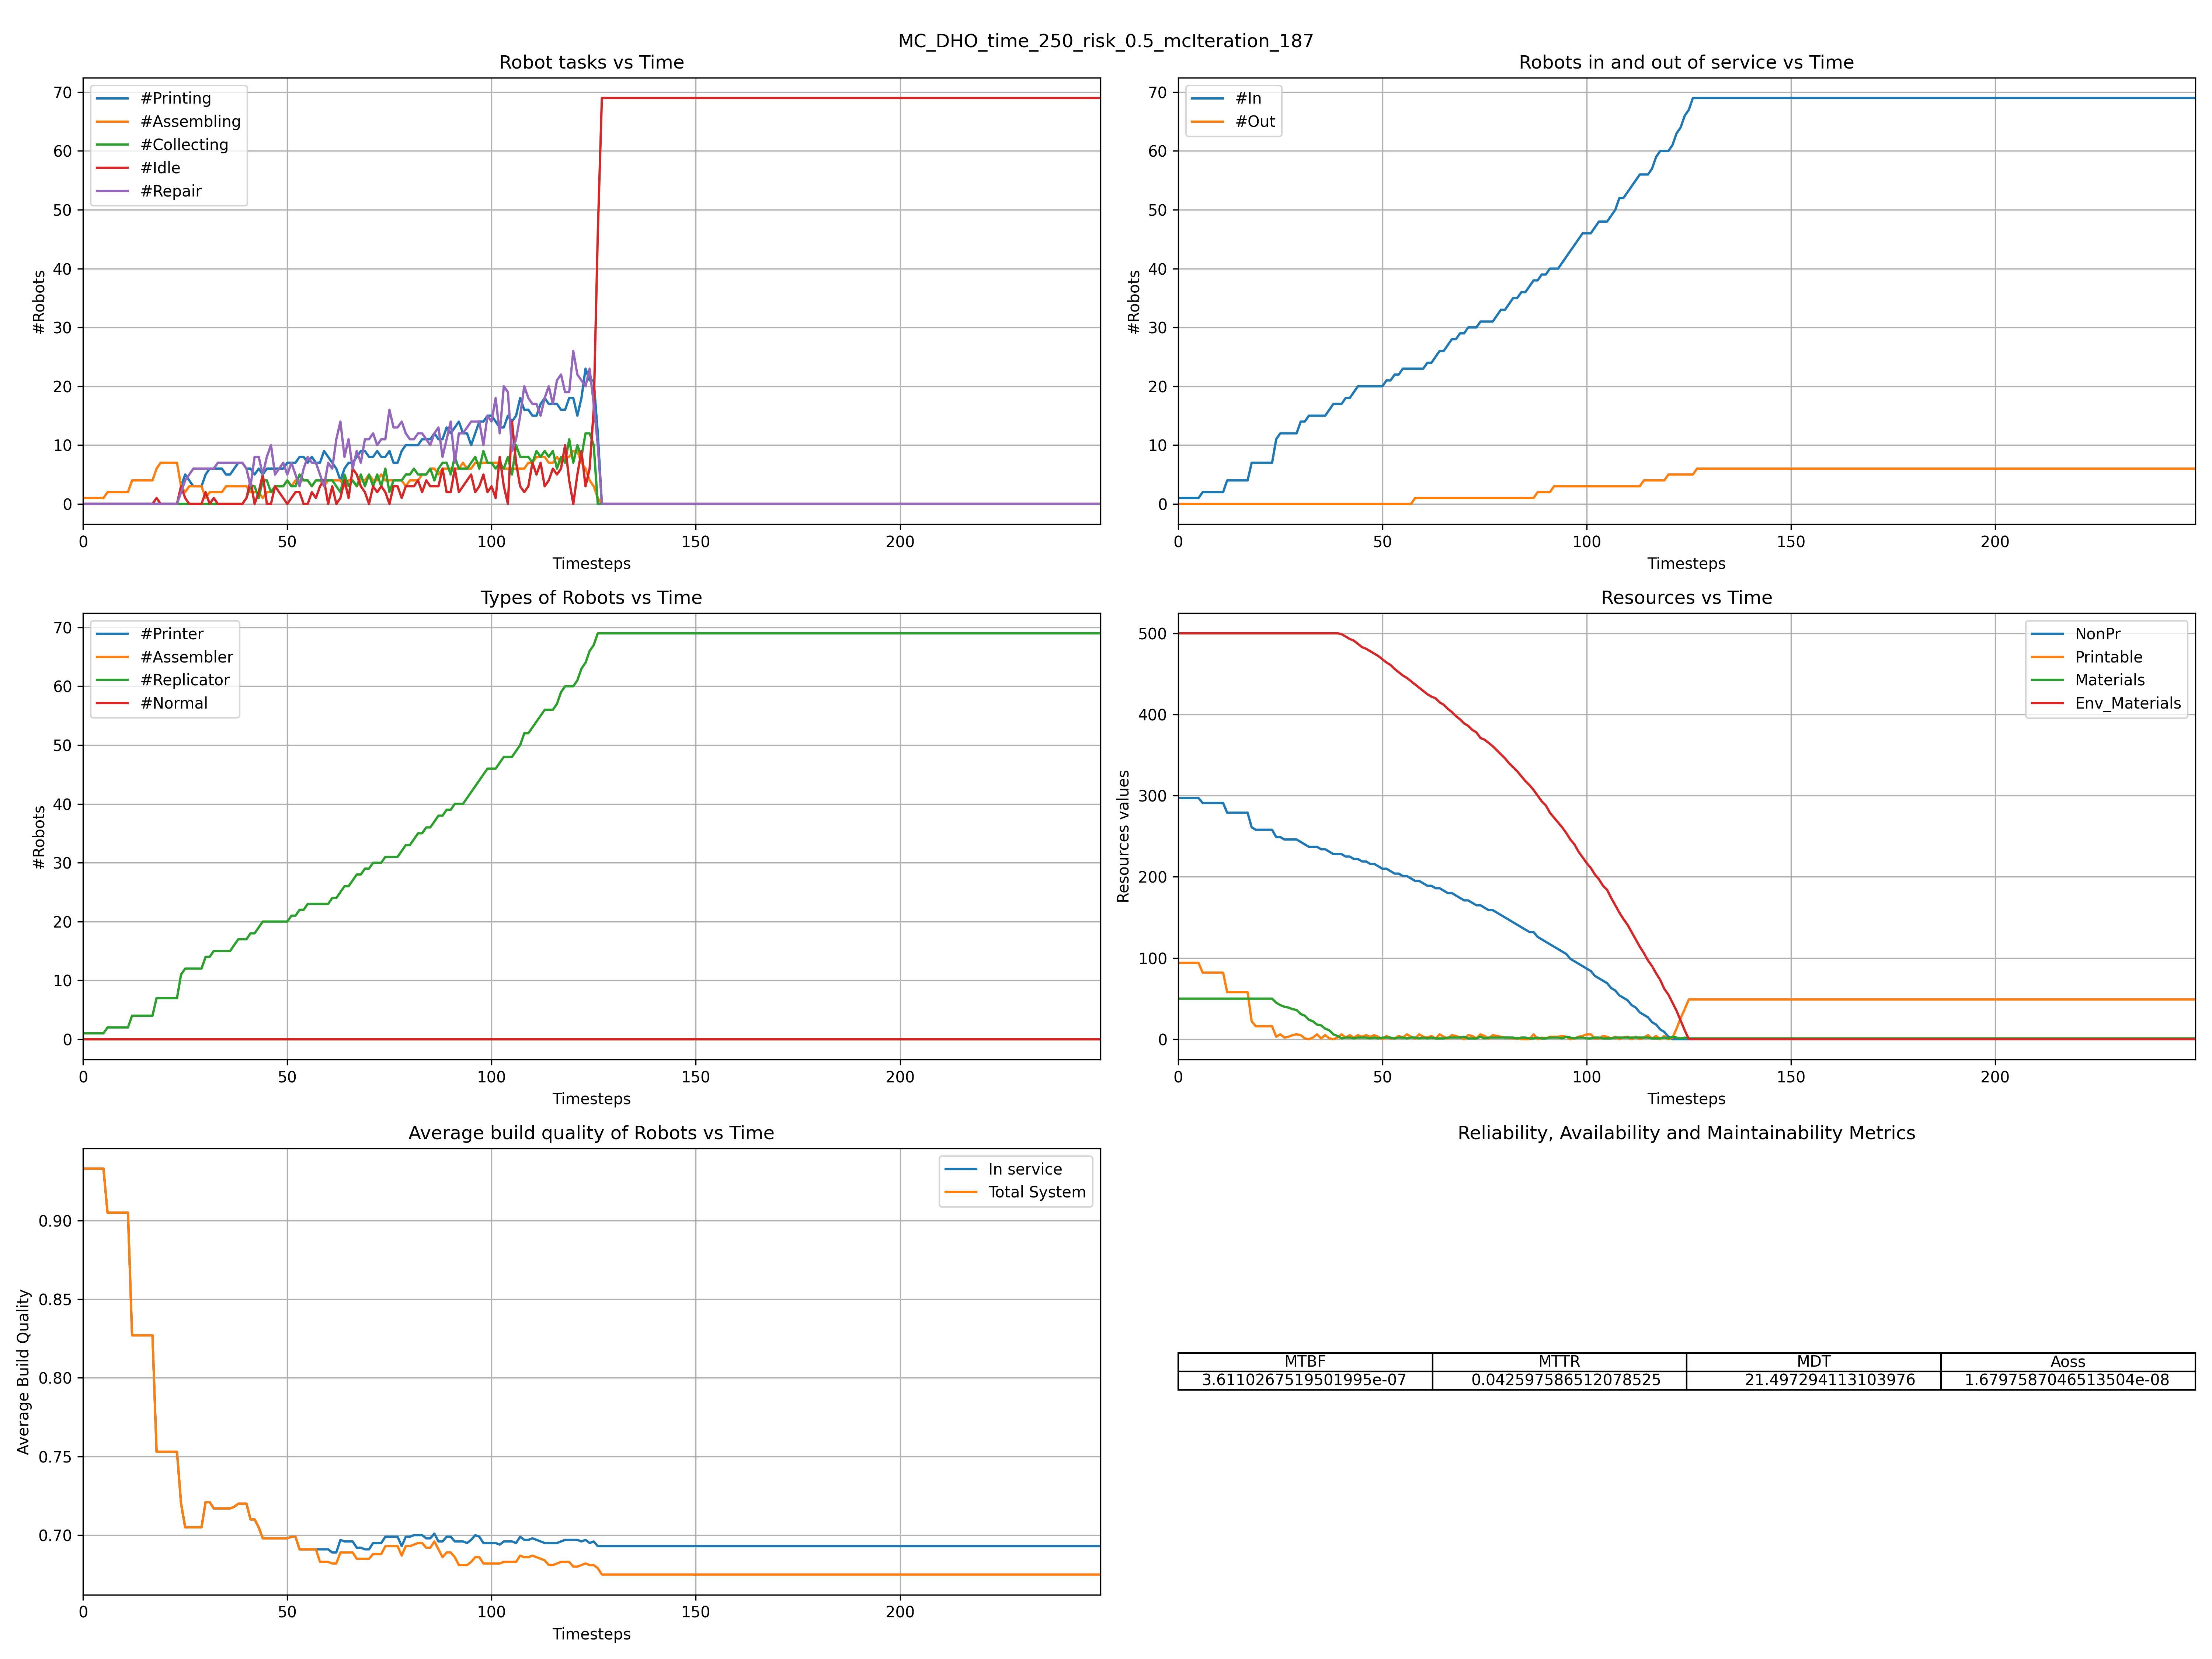 MC_DHO_time_250_risk_0.5_mcIteration_187
Robot tasks vs Time
70
60
50
40
30
20
10
0
#Robots
#Printing
#Assembling
#Collecting
#Idle
#Repair
0 50 100 150 200
Timesteps
Robots in and out of service vs Time
70
60
50
40
30
20
10
0
#Robots
#In
#Out
0 50 100 150 200
Timesteps
Types of Robots vs Time
70
60
50
40
30
20
10
0
#Robots
#Printer
#Assembler
#Replicator
#Normal
0 50 100 150 200
Timesteps
Resources vs Time
500
400
300
200
100
0
Resources values
NonPr
Printable
Materials
Env_Materials
0 50 100 150 200
Timesteps
Average build quality of Robots vs Time
0.90
0.85
0.80
0.75
0.70
Average Build Quality
In service
Total System
0 50 100 150 200
Timesteps
Reliability, Availability and Maintainability Metrics
MTBF MTTR MDT Aoss
3.6110267519501995e-07 0.042597586512078525 21.497294113103976 1.6797587046513504e-08